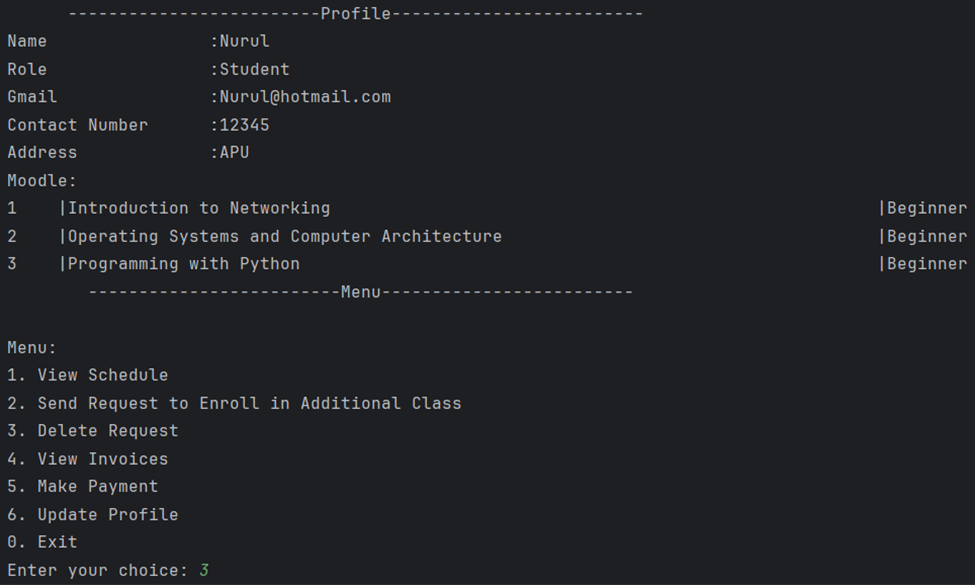 -------------------------Profile-------------------------
Name                :Nurul
Role                :Student
Gmail               :Nurul@hotmail.com
Contact Number      :12345
Address             :APU
Moodle:
1    |Introduction to Networking                                                      |Beginner
2    |Operating Systems and Computer Architecture                                     |Beginner
3    |Programming with Python                                                         |Beginner
-------------------------Menu-------------------------
Menu:
1. View Schedule
2. Send Request to Enroll in Additional Class
3. Delete Request
4. View Invoices
5. Make Payment
6. Update Profile
0. Exit
Enter your choice: 3